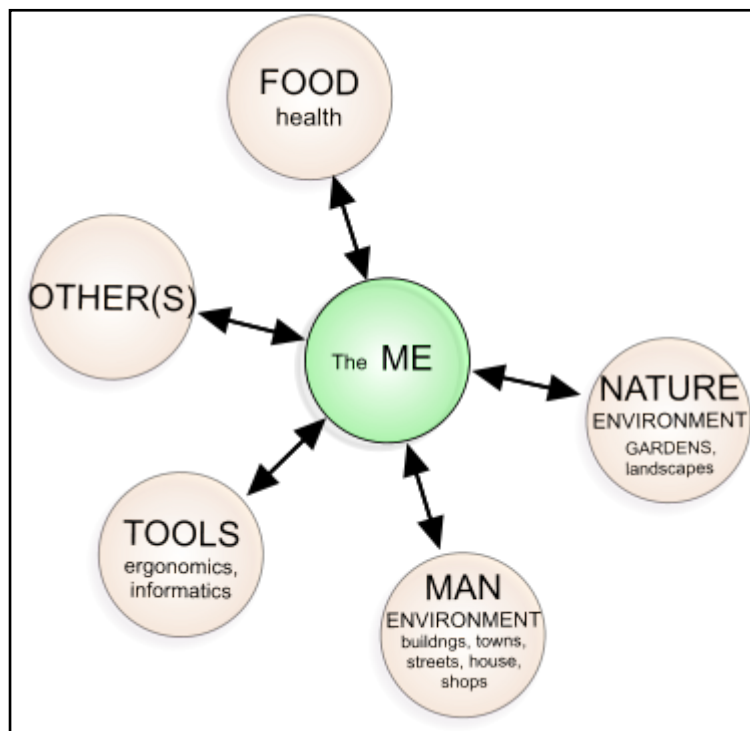 FOOD
health
OTHER(S)
The ME
NATURE
ENVIRONMENT
GARDENS,
landscapes
TOOLS
ergonomics,
informatics
MAN
ENVIRONMENT
buildngs, towns,
streets, house,
shops